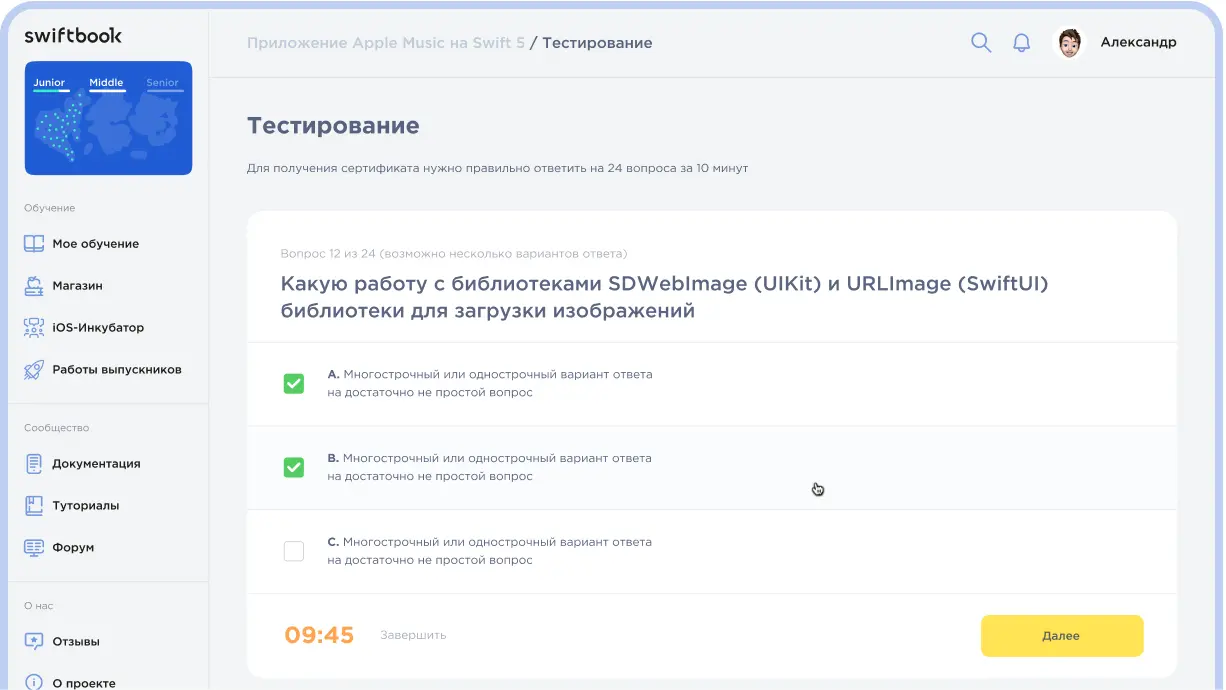 swiftbook
Junior Middle Senior
Обучение
Мое обучение
Магазин
iOS-Инкубатор
Работы выпускников
Сообщество
Документация
Туториалы
Форум
О нас
Отзывы
О проекте
Приложение Apple Music на Swift 5 / Тестирование
Александр
Тестирование
Для получения сертификата нужно правильно ответить на 24 вопроса за 10 минут
Вопрос 12 из 24 (возможно несколько вариантов ответа)
Какую работу с библиотеками SDWebImage (UIKit) и URLImage (SwiftUI)
библиотеки для загрузки изображений
A. Многострочный или однострочный вариант ответа
на достаточно не простой вопрос
B. Многострочный или однострочный вариант ответа
на достаточно не простой вопрос
C. Многострочный или однострочный вариант ответа
на достаточно не простой вопрос
09:45 Завершить
Далее